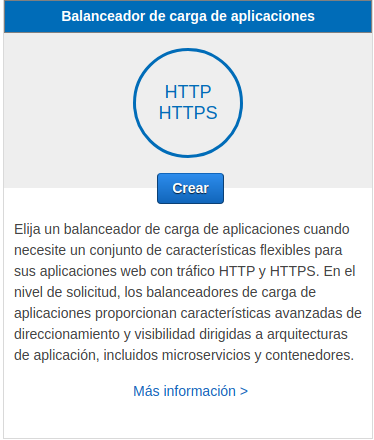 Balanceador de carga de aplicaciones
HTTP
HTTPS
Crear
Elija un balanceador de carga de aplicaciones cuando
necesite un conjunto de características flexibles para
sus aplicaciones web con tráfico HTTP y HTTPS. En el
nivel de solicitud, los balanceadores de carga de
aplicaciones proporcionan características avanzadas de
direccionamiento y visibilidad dirigidas a arquitecturas
de aplicación, incluidos microservicios y contenedores.
Más información >